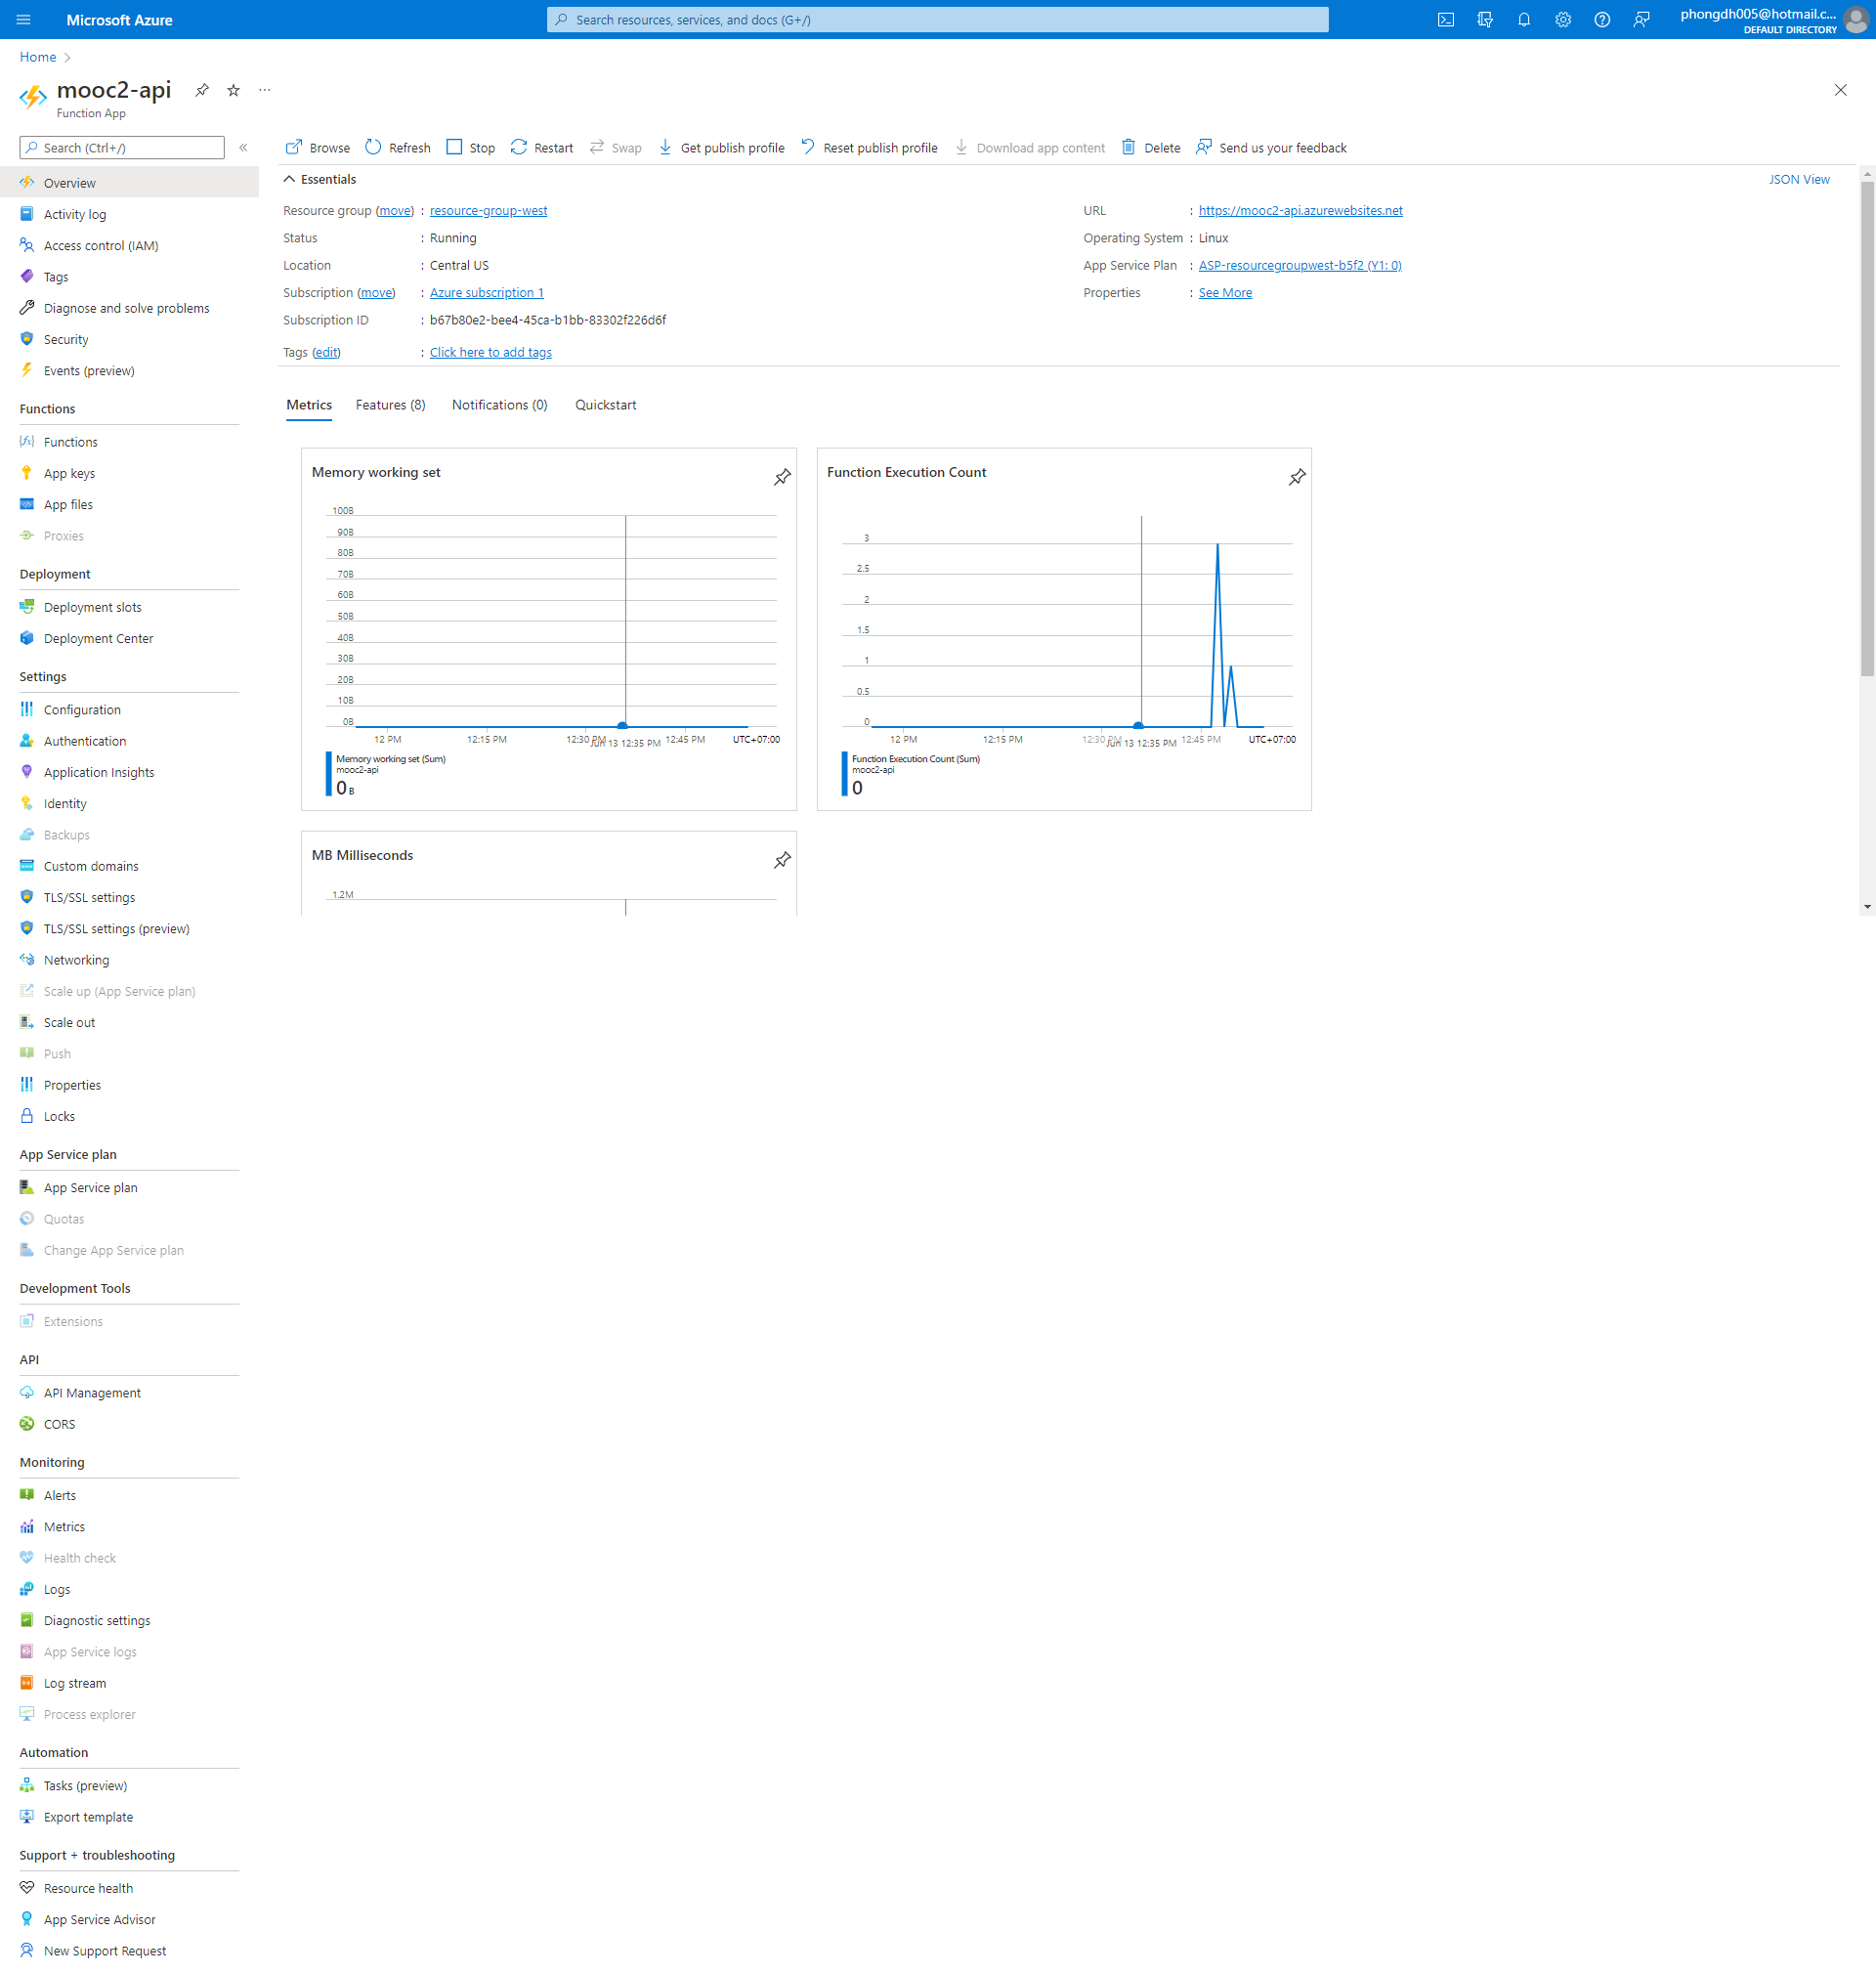 Microsoft Azure
Search resources, services, and docs (G+/)
phongdh005@hotmail.c...
DEFAULT DIRECTORY
Home
mooc2-api
Function App
Search (Ctrl+/)
Browse Refresh Stop Restart Swap Get publish profile Reset publish profile Download app content Delete Send us your feedback
Overview
Activity log
Access control (IAM)
Tags
Diagnose and solve problems
Security
Events (preview)
Functions
Functions
App keys
App files
Proxies
Deployment
Deployment slots
Deployment Center
Settings
Configuration
Authentication
Application Insights
Identity
Backups
Custom domains
TLS/SSL settings
TLS/SSL settings (preview)
Networking
Scale up (App Service plan)
Scale out
Push
Properties
Locks
App Service plan
App Service plan
Quotas
Change App Service plan
Development Tools
Extensions
API
API Management
CORS
Monitoring
Alerts
Metrics
Health check
Logs
Diagnostic settings
App Service logs
Log stream
Process explorer
Automation
Tasks (preview)
Export template
Support + troubleshooting
Resource health
App Service Advisor
New Support Request
Essentials
JSON View
Resource group (move) : resource-group-west
Status : Running
Location : Central US
Subscription (move) : Azure subscription 1
Subscription ID : b67b80e2-bee4-45ca-b1bb-83302f226d6f
Tags (edit) : Click here to add tags
URL : https://mooc2-api.azurewebsites.net
Operating System : Linux
App Service Plan : ASP-resourcegroupwest-b5f2 (Y1: 0)
Properties : See More
Metrics Features (8) Notifications (0) Quickstart
Memory working set
100B
90B
80B
70B
60B
50B
40B
30B
20B
10B
0B
12 PM 12:15 PM 12:30 PM Jun 13 12:35 PM 12:45 PM UTC+07:00
Memory working set (Sum)
mooc2-api
0 B
Function Execution Count
3
2.5
2
1.5
1
0.5
0
12 PM 12:15 PM 12:30 PM Jun 13 12:35 PM 12:45 PM UTC+07:00
Function Execution Count (Sum)
mooc2-api
0
MB Milliseconds
1.2M